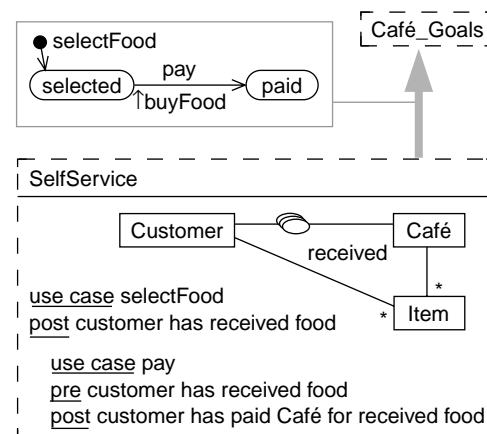 selectFood
Café_Goals
pay
selected
paid
↑buyFood
SelfService
Customer
Café
received
*
use case selectFood
* Item
post customer has received food
use case pay
pre customer has received food
post customer has paid Café for received food